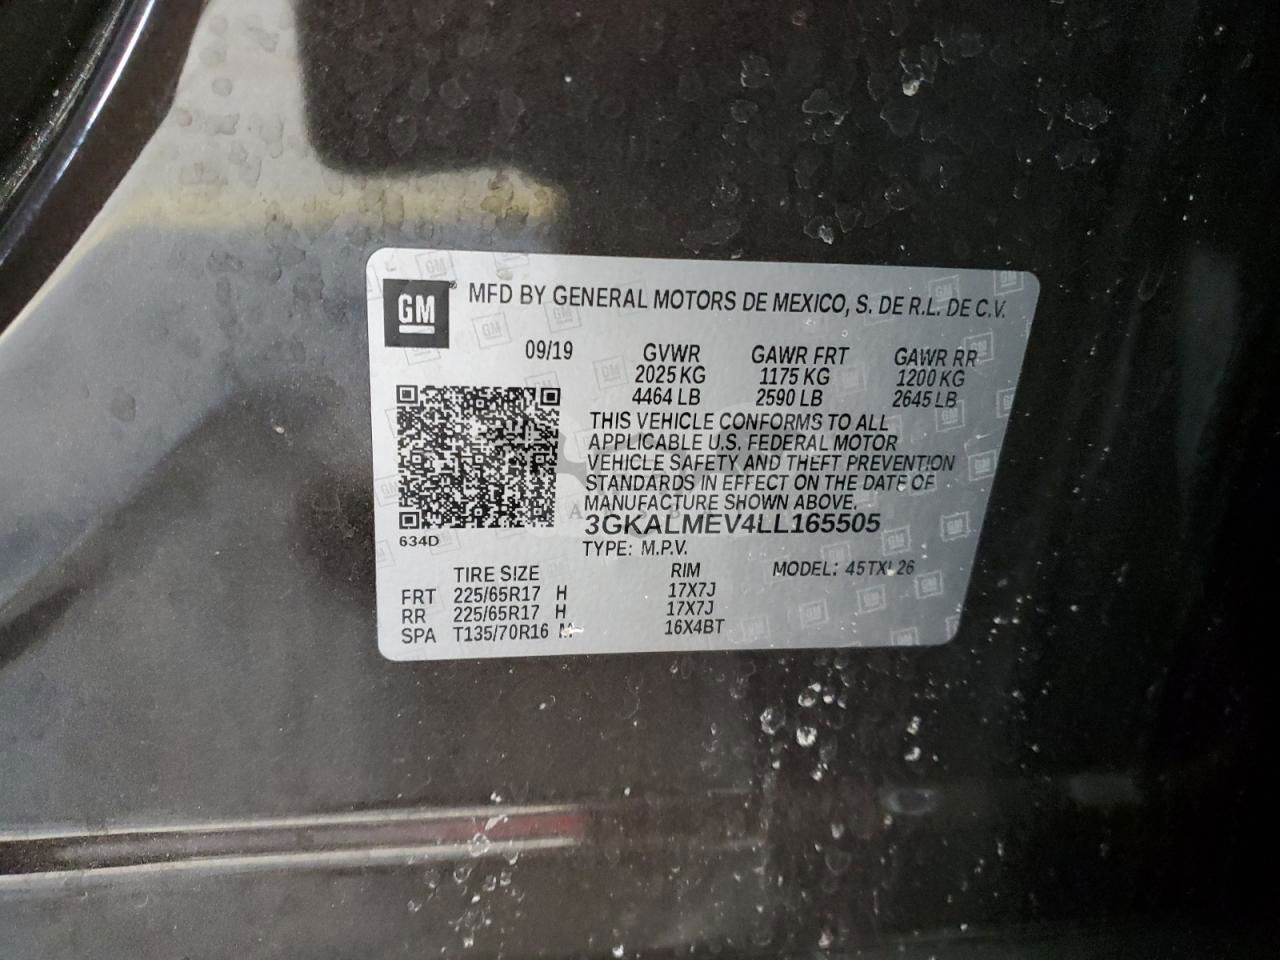 GM
MFD BY GENERAL MOTORS DE MEXICO, S. DE R.L. DE C.V.
09/19 GVWR GAWR FRT GAWR RR
2025 KG 1175 KG 1200 KG
4464 LB 2590 LB 2645 LB
THIS VEHICLE CONFORMS TO ALL
APPLICABLE U.S. FEDERAL MOTOR
VEHICLE SAFETY AND THEFT PREVENTION
STANDARDS IN EFFECT ON THE DATE OF
MANUFACTURE SHOWN ABOVE.
3GKALMEV4LL165505
634D
TYPE: M.P.V.
TIRE SIZE RIM MODEL: 45TXL26
FRT 225/65R17 H 17X7J
RR 225/65R17 H 17X7J
SPA T135/70R16 M 16X4BT